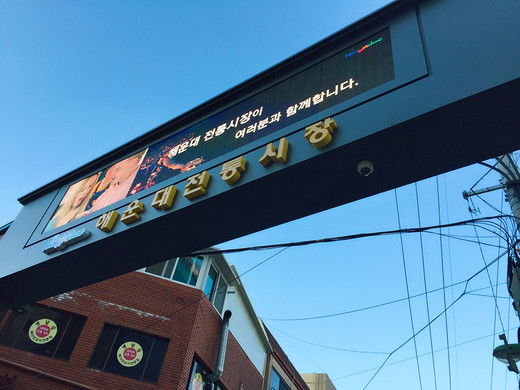 해운대 전통시장이
여러분과 함께합니다.
해운대전통시장